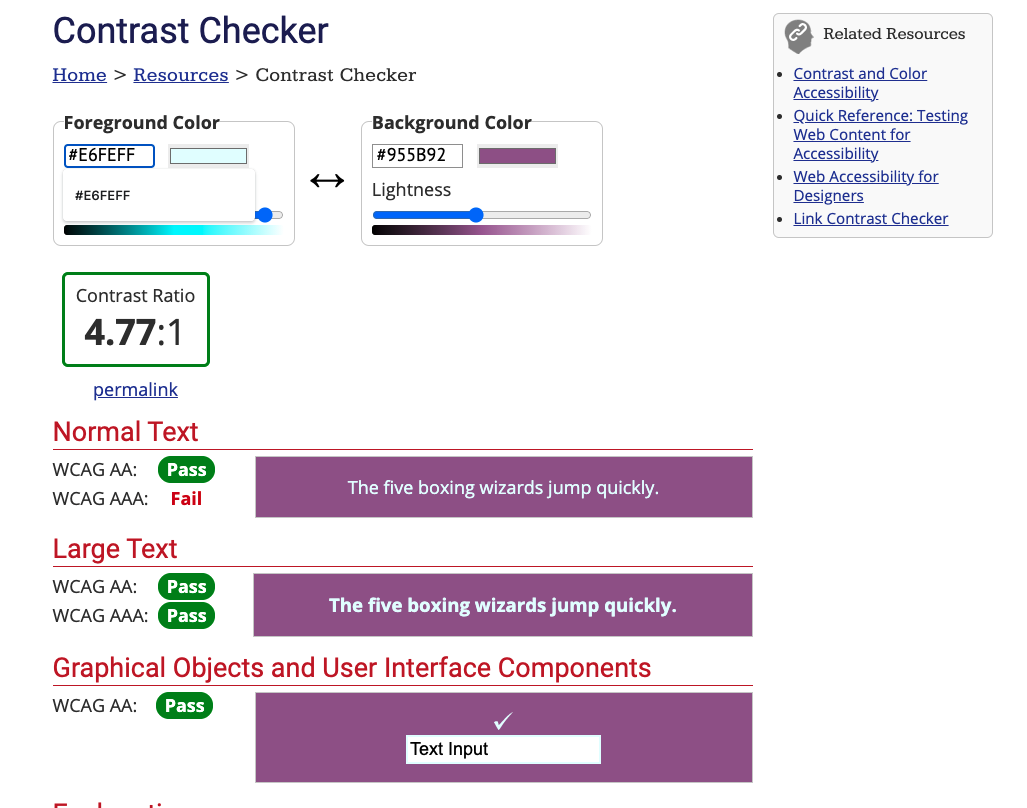 Contrast Checker
Home > Resources > Contrast Checker
Foreground Color
#E6FEFF
#E6FEFF
Background Color
#955B92
Lightness
Contrast Ratio
4.77:1
permalink
Normal Text
WCAG AA: Pass
WCAG AAA: Fail
The five boxing wizards jump quickly.
Large Text
WCAG AA: Pass
WCAG AAA: Pass
The five boxing wizards jump quickly.
Graphical Objects and User Interface Components
WCAG AA: Pass
✓
Text Input
Related Resources
Contrast and Color
Accessibility
Quick Reference: Testing
Web Content for
Accessibility
Web Accessibility for
Designers
Link Contrast Checker